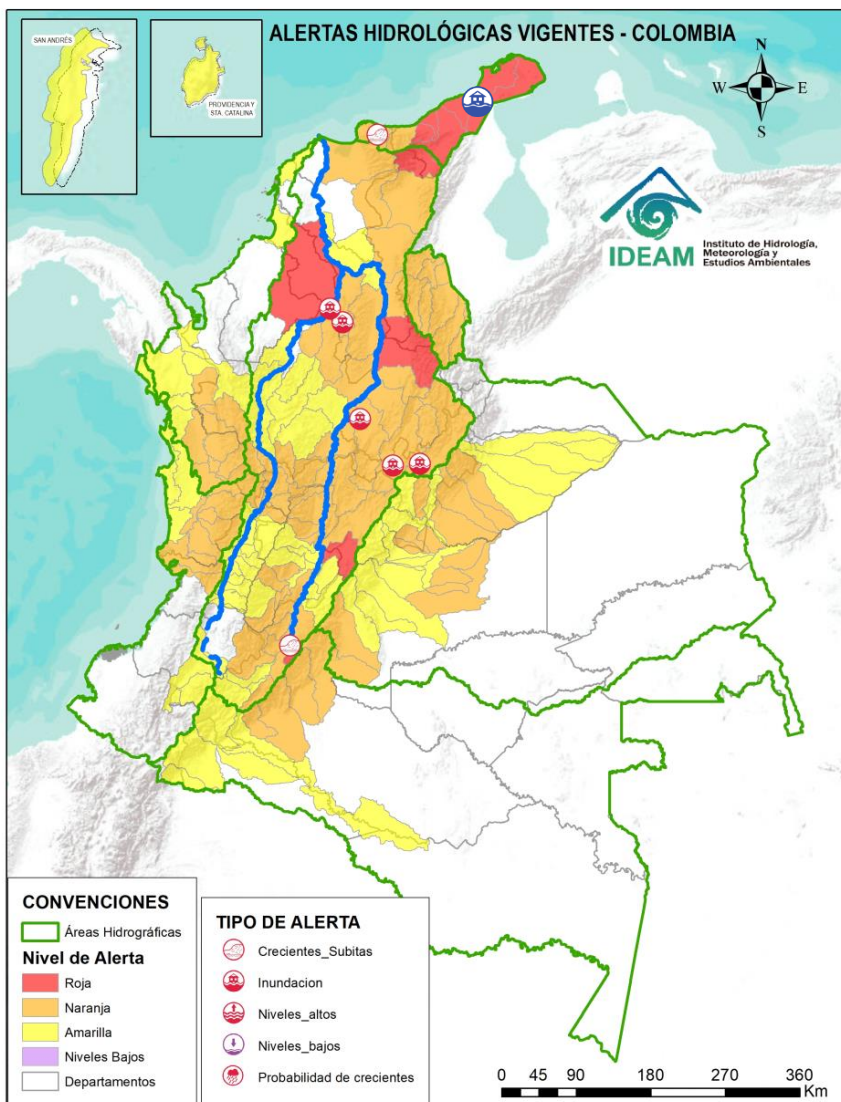 ALERTAS HIDROLÓGICAS VIGENTES - COLOMBIA
SAN ANDRÉS
PROVIDENCIA Y
STA. CATALINA
N
W
E
S
IDEAM
Instituto de Hidrología,
Meteorología y
Estudios Ambientales
CONVENCIONES
Áreas Hidrográficas
Nivel de Alerta
Roja
Naranja
Amarilla
Niveles Bajos
Departamentos
TIPO DE ALERTA
Crecientes_Subitas
Inundacion
Niveles_altos
Niveles_bajos
Probabilidad de crecientes
0 45 90 180 270 360
Km